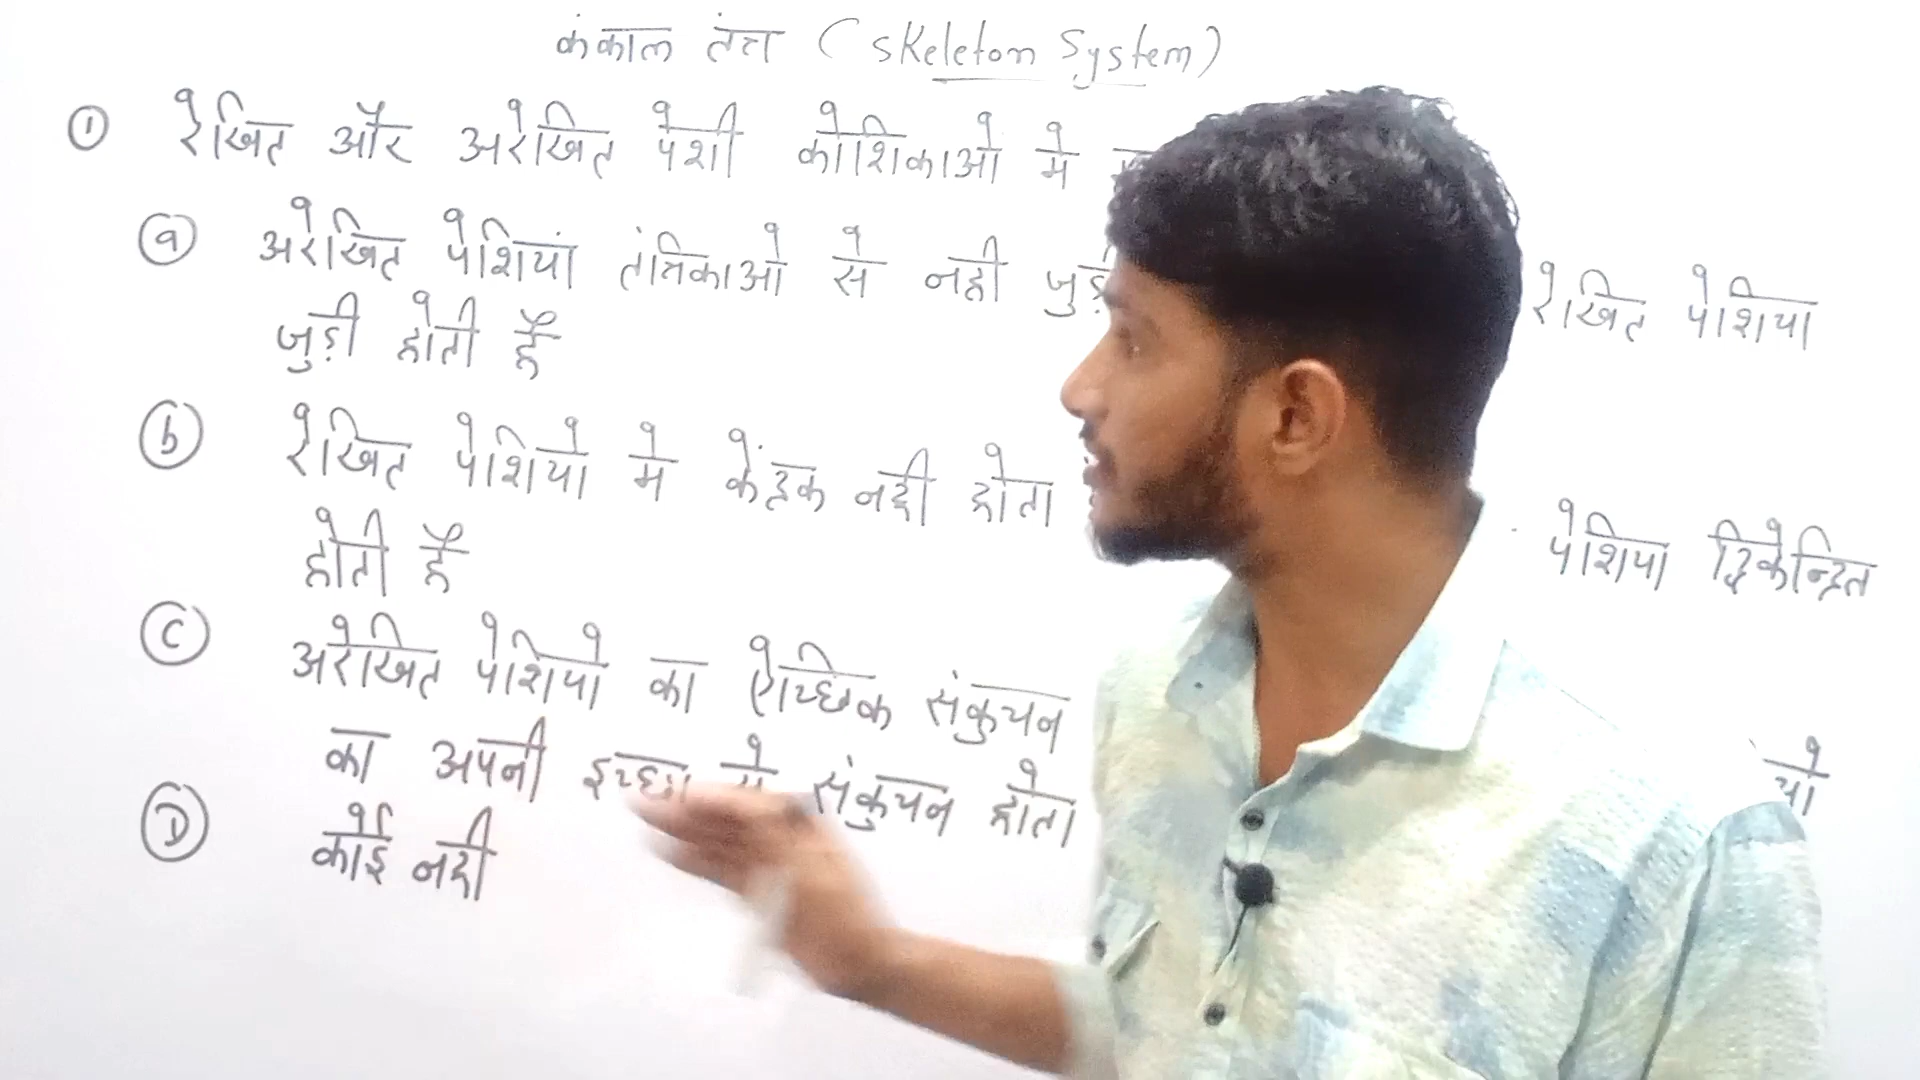 कंकाल तंत्र (skeleton system)
① रेखित और अरेखित पेशी कोशिकाओ मे
ⓐ अरेखित पेशियां तंत्रिकाओ से नही रेखित पेशिया
जुड़ी होती है
ⓑ रेखित पेशियो मे केंद्रक नही होता पेशिया द्विकेन्द्रित
होती है
ⓒ अरेखित पेशियो का ऐच्छिक संकुचन
का अपनी इच्छा से संकुचन होता
Ⓓ कोई नही